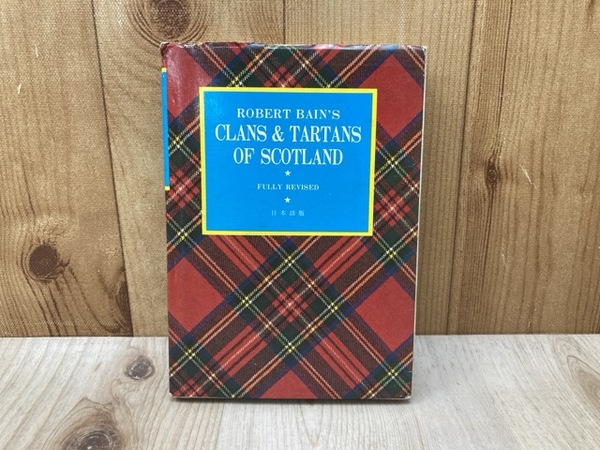 ROBERT BAIN'S
CLANS & TARTANS
OF SCOTLAND
★
FULLY REVISED
★
日本語版